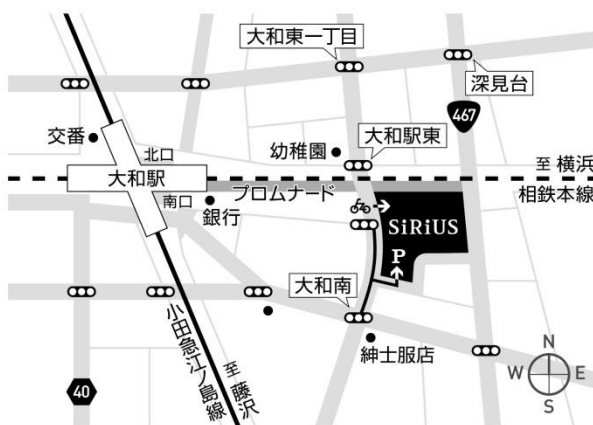 大和東一丁目
深見台
467
交番
北口
幼稚園
大和駅東
至 横浜
大和駅
プロムナード
相鉄本線
南口
銀行
SiRiUS
P
大和南
紳士服店
小田急江ノ島線
至 藤沢
40
N
W
E
S